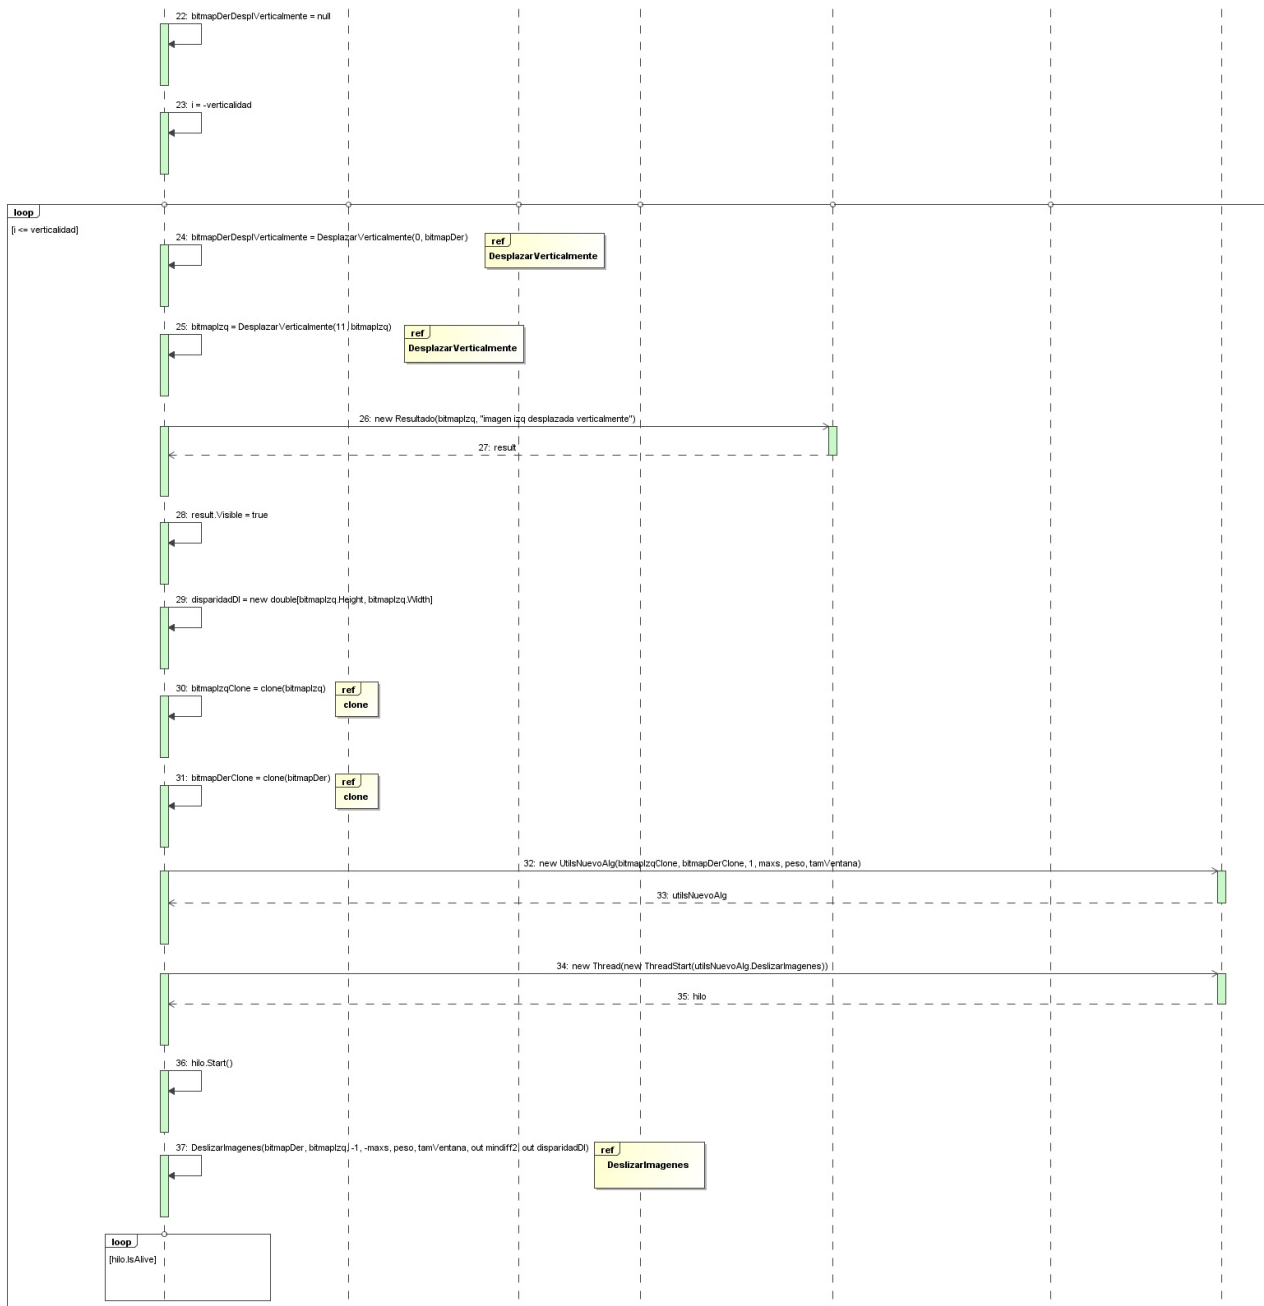 22: bitmapDerDesplVerticalmente = null
23: i = -verticalidad
loop
[i <= verticalidad]
24: bitmapDerDesplVerticalmente = DesplazarVerticalmente(0, bitmapDer)
ref
DesplazarVerticalmente
25: bitmapIzq = DesplazarVerticalmente(11, bitmapIzq)
ref
DesplazarVerticalmente
26: new Resultado(bitmapIzq, "imagen izq desplazada verticalmente")
27: result
28: result.Visible = true
29: disparidadDI = new double[bitmapIzq.Height, bitmapIzq.Width]
30: bitmapIzqClone = clone(bitmapIzq)
ref
clone
31: bitmapDerClone = clone(bitmapDer)
ref
clone
32: new UtilsNuevoAlg(bitmapIzqClone, bitmapDerClone, 1, maxs, peso, tamVentana)
33: utilsNuevoAlg
34: new Thread(new ThreadStart(utilsNuevoAlg.DeslizarImagenes))
35: hilo
36: hilo.Start()
37: DeslizarImagenes(bitmapDer, bitmapIzq, -1, -maxs, peso, tamVentana, out mindiff2, out disparidadDI)
ref
DeslizarImagenes
loop
[hilo.IsAlive]